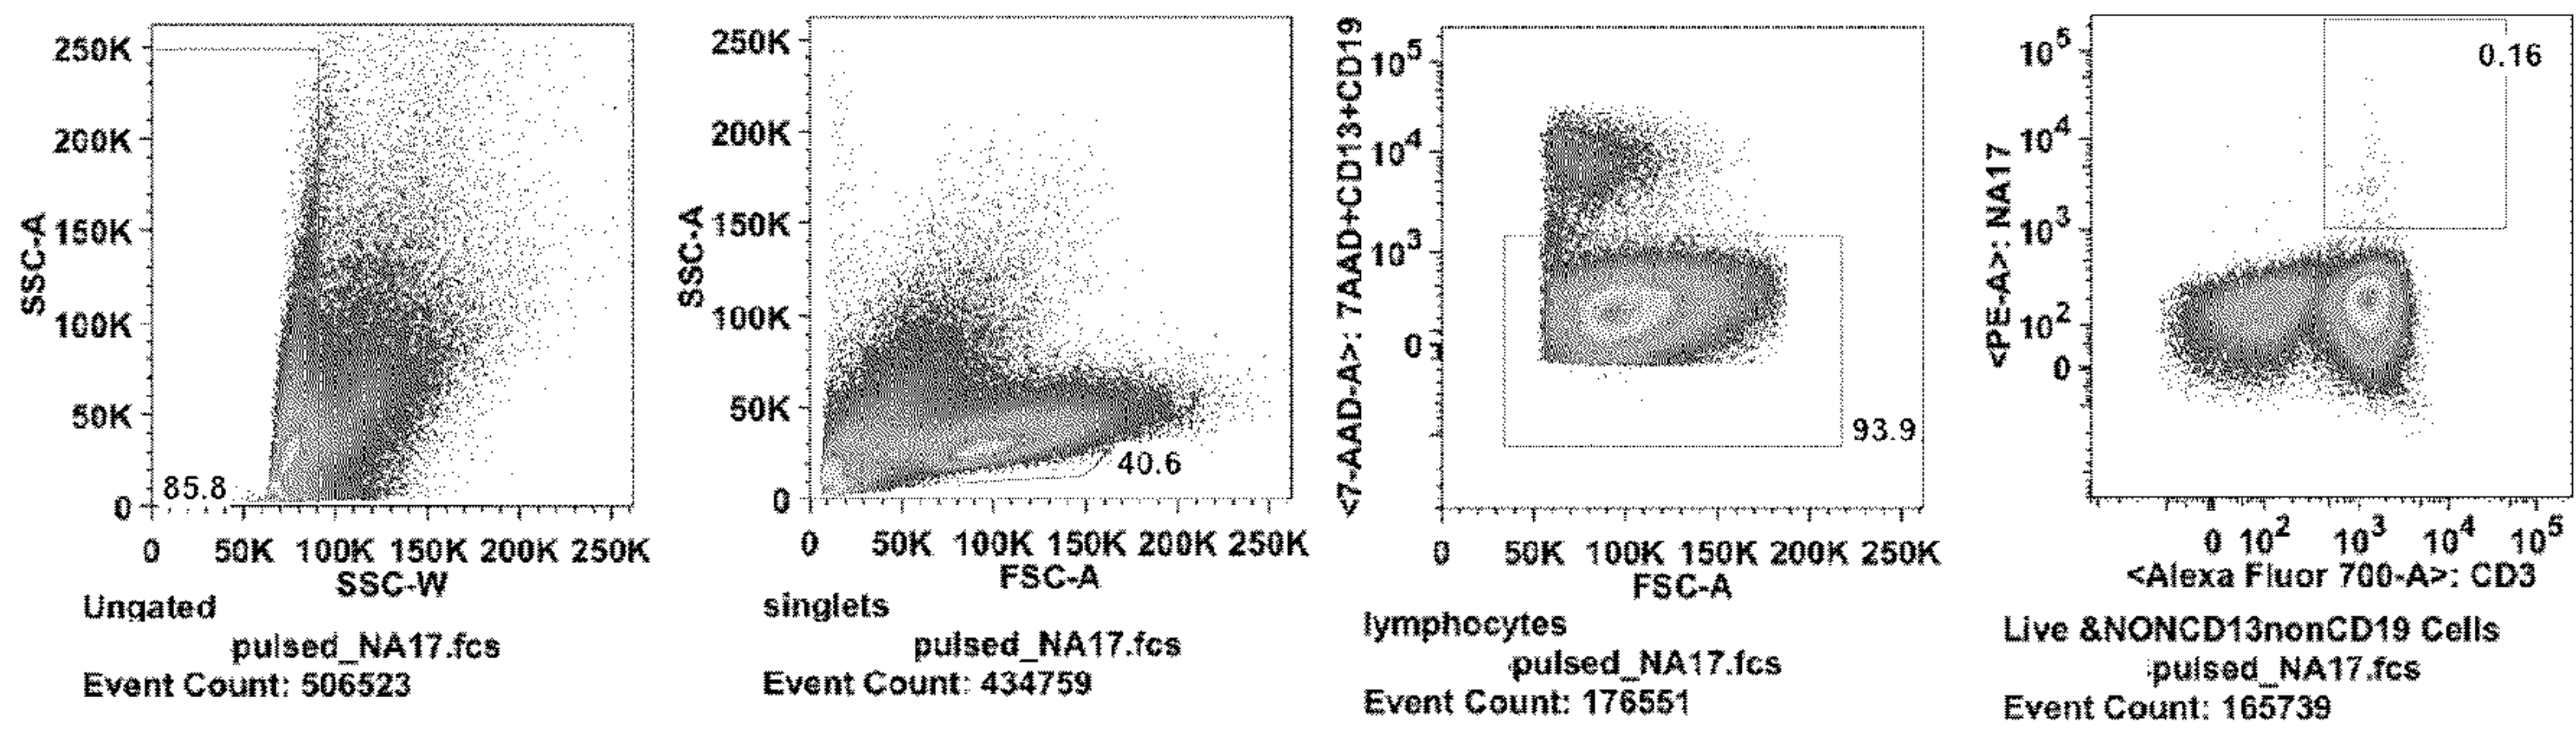 250K
200K
150K
100K
50K
0
SSC-A
85.8
0 50K 100K 150K 200K 250K
SSC-W
Ungated
pulsed_NA17.fcs
Event Count: 506523
250K
200K
150K
100K
50K
0
SSC-A
40.6
0 50K 100K 150K 200K 250K
FSC-A
singlets
pulsed_NA17.fcs
Event Count: 434759
10^5
10^4
10^3
0
<7-AAD-A>: 7AAD+CD13+CD19
93.9
0 50K 100K 150K 200K 250K
FSC-A
lymphocytes
pulsed_NA17.fcs
Event Count: 176551
10^5
10^4
10^3
10^2
0
<PE-A>: NA17
0.16
0 10^2 10^3 10^4 10^5
<Alexa Fluor 700-A>: CD3
Live &NONCD13nonCD19 Cells
pulsed_NA17.fcs
Event Count: 165739